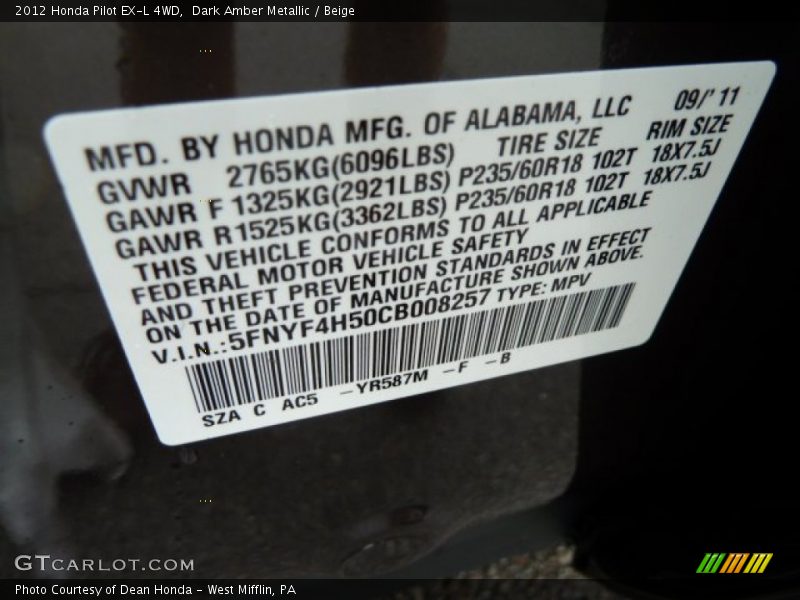 2012 Honda Pilot EX-L 4WD,  Dark Amber Metallic / Beige
MFD. BY HONDA MFG. OF ALABAMA, LLC 09/' 11
GVWR 2765KG(6096LBS) TIRE SIZE RIM SIZE
GAWR F 1325KG(2921LBS) P235/60R18 102T 18X7.5J
GAWR R1525KG(3362LBS) P235/60R18 102T 18X7.5J
THIS VEHICLE CONFORMS TO ALL APPLICABLE
FEDERAL MOTOR VEHICLE SAFETY
AND THEFT PREVENTION STANDARDS IN EFFECT
ON THE DATE OF MANUFACTURE SHOWN ABOVE.
V.I.N.:5FNYF4H50CB008257 TYPE: MPV
SZA C AC5 -YR587M -F -B
GTCARLOT.COM
Photo Courtesy of Dean Honda - West Mifflin, PA